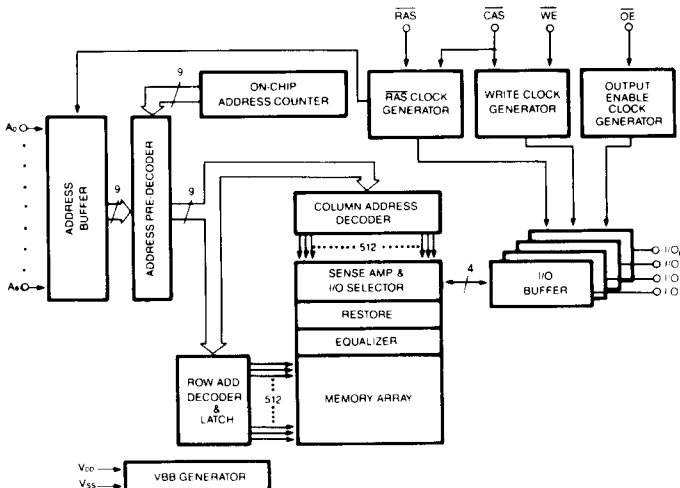 RAS CAS WE OE
ON-CHIP
ADDRESS COUNTER
9
RAS CLOCK
GENERATOR
WRITE CLOCK
GENERATOR
OUTPUT
ENABLE
CLOCK
GENERATOR
A0
A8
ADDRESS
BUFFER
9
ADDRESS PRE-DECODER
9
COLUMN ADDRESS
DECODER
512
SENSE AMP &
I/O SELECTOR
RESTORE
EQUALIZER
MEMORY ARRAY
4
I/O
BUFFER
I/O
I/O
I/O
I/O
ROW ADD
DECODER
&
LATCH
512
VDD
VSS
VBB GENERATOR